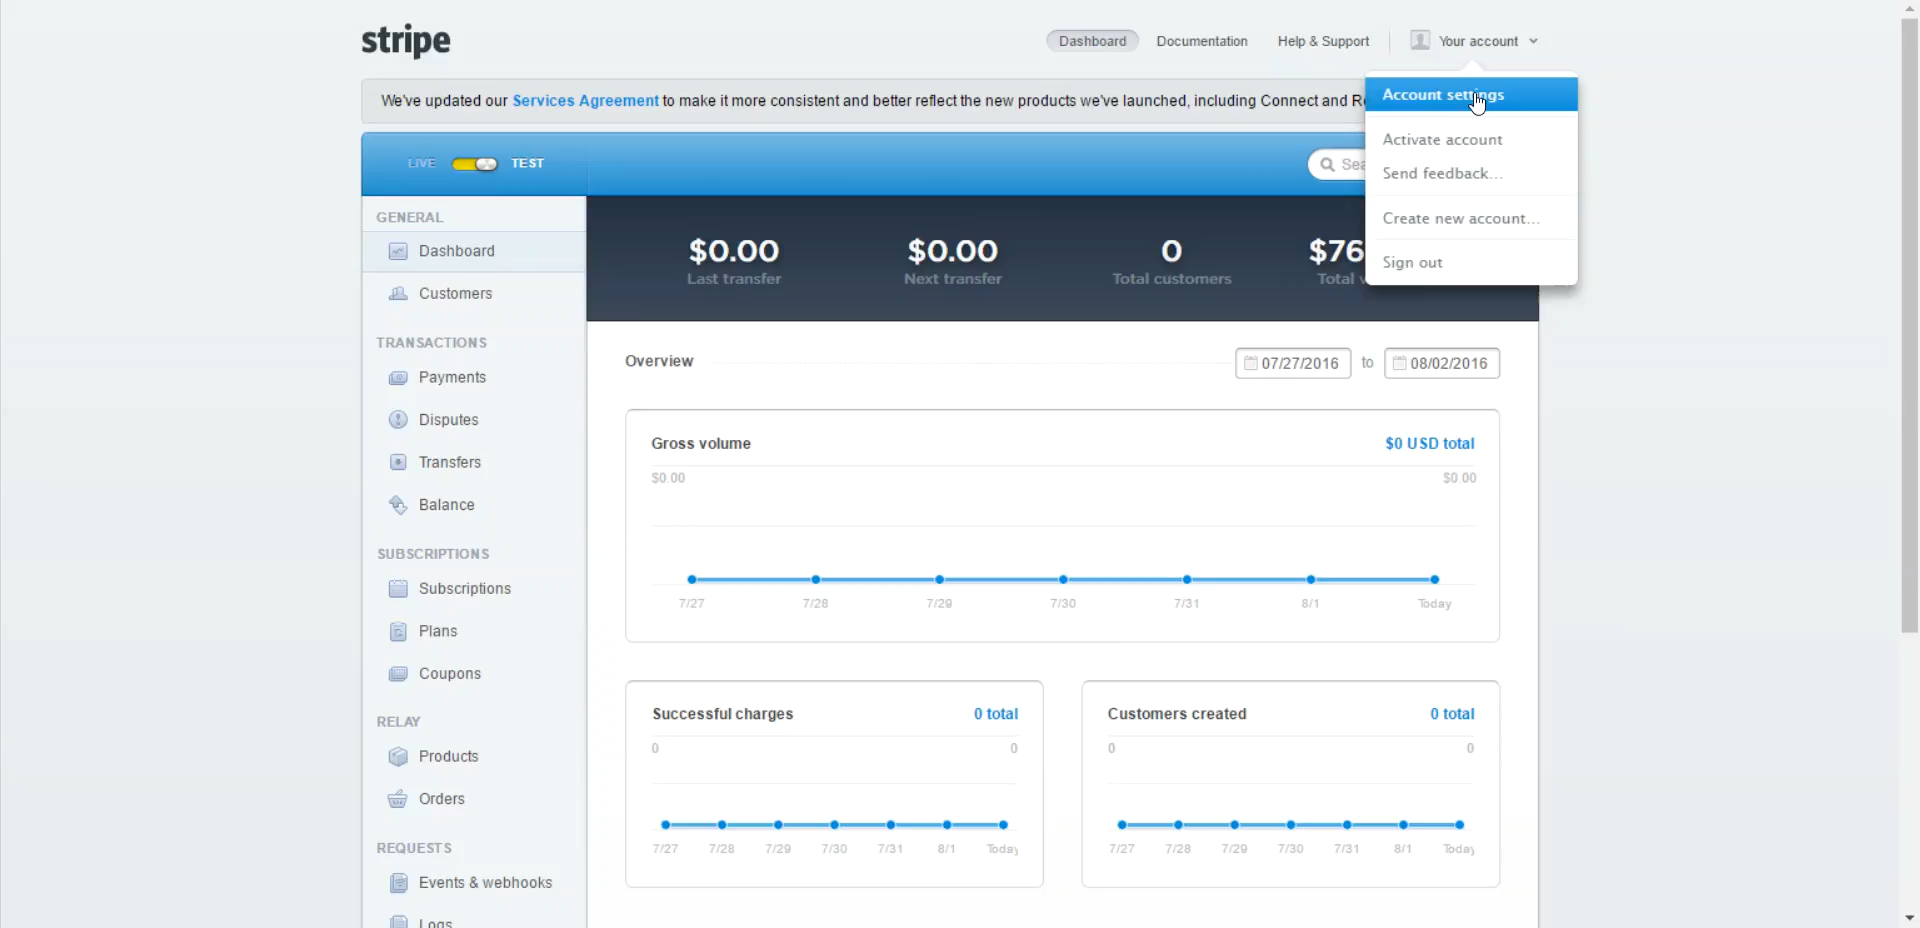 stripe
Dashboard Documentation Help & Support Your account
We've updated our Services Agreement to make it more consistent and better reflect the new products we've launched, including Connect and
Account settings
Activate account
Send feedback...
Create new account...
Sign out
LIVE TEST
GENERAL
Dashboard
Customers
TRANSACTIONS
Payments
Disputes
Transfers
Balance
SUBSCRIPTIONS
Subscriptions
Plans
Coupons
RELAY
Products
Orders
REQUESTS
Events & webhooks
Logs
$0.00 $0.00 0 $76
Last transfer Next transfer Total customers Total
Overview 07/27/2016 to 08/02/2016
Gross volume $0 USD total
$0.00 $0.00
7/27 7/28 7/29 7/30 7/31 8/1 Today
Successful charges 0 total
0 0
7/27 7/28 7/29 7/30 7/31 8/1 Today
Customers created 0 total
0 0
7/27 7/28 7/29 7/30 7/31 8/1 Today